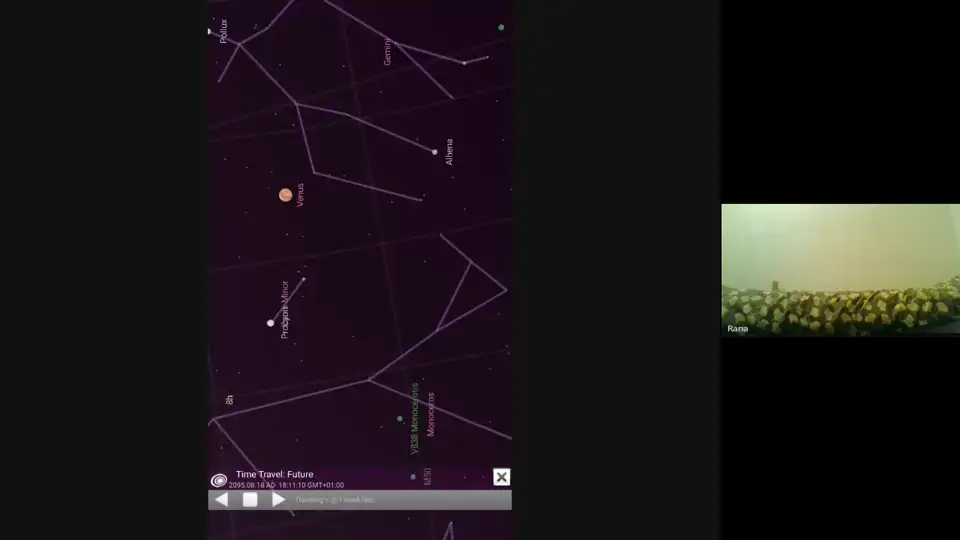 Pollux
Gemini
Alhena
Venus
Procyon
Canis Minor
8h
V838 Monocerotis
Monoceros
M50
Time Travel: Future
2095.08.18 AD 18:11:10 GMT+01:00
Rana